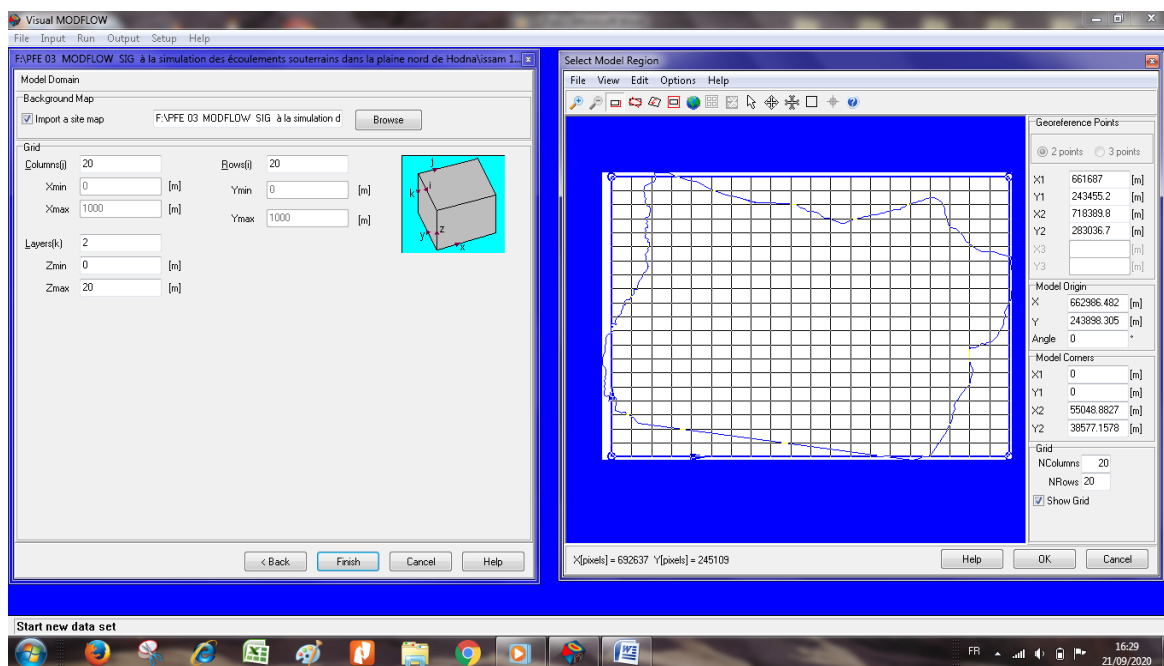 Visual MODFLOW
File Input Run Output Setup Help
F:\PFE 03 MODFLOW SIG à la simulation des écoulements souterrains dans la plaine nord de Hodna\issam 1...
Model Domain
Background Map
Import a site map F:\PFE 03 MODFLOW SIG à la simulation d Browse
Grid
Columns(j) 20 Rows(i) 20
Xmin 0 [m] Ymin 0 [m]
Xmax 1000 [m] Ymax 1000 [m]
Layers(k) 2
Zmin 0 [m]
Zmax 20 [m]
j
k i
z
y x
< Back Finish Cancel Help
Select Model Region
File View Edit Options Help
Georeference Points
2 points 3 points
X1 661687 [m]
Y1 243455.2 [m]
X2 718389.8 [m]
Y2 283036.7 [m]
X3 [m]
Y3 [m]
Model Origin
X 662986.482 [m]
Y 243898.305 [m]
Angle 0 °
Model Corners
X1 0 [m]
Y1 0 [m]
X2 55048.8827 [m]
Y2 38577.1578 [m]
Grid
NColumns 20
NRows 20
Show Grid
X[pixels] = 692637 Y[pixels] = 245109 Help OK Cancel
Start new data set
FR 16:29
21/09/2020